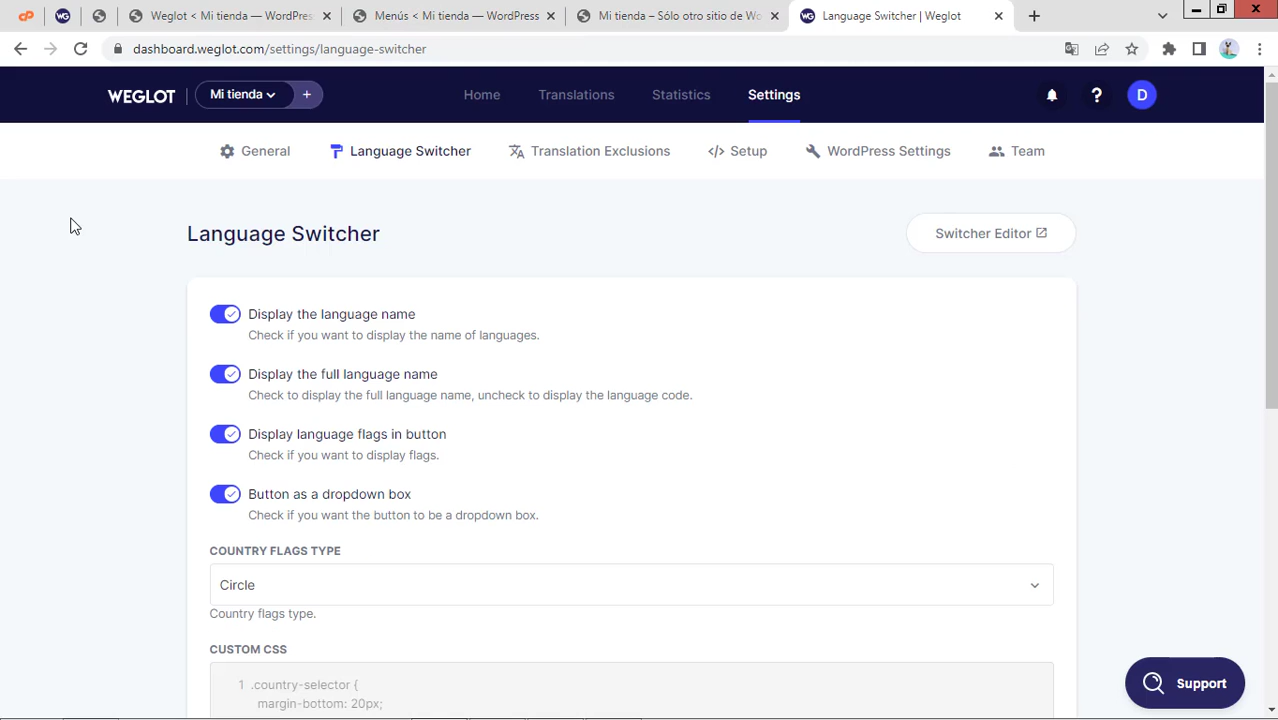 Weglot < Mi tienda — WordPres
Menús < Mi tienda — WordPress
Mi tienda – Sólo otro sitio de Wo
Language Switcher | Weglot
dashboard.weglot.com/settings/language-switcher
WEGLOT
Mi tienda
+
Home
Translations
Statistics
Settings
?
D
General
Language Switcher
Translation Exclusions
</> Setup
WordPress Settings
Team
Language Switcher
Switcher Editor
Display the language name
Check if you want to display the name of languages.
Display the full language name
Check to display the full language name, uncheck to display the language code.
Display language flags in button
Check if you want to display flags.
Button as a dropdown box
Check if you want the button to be a dropdown box.
COUNTRY FLAGS TYPE
Circle
Country flags type.
CUSTOM CSS
1 .country-selector {
margin-bottom: 20px;
Support